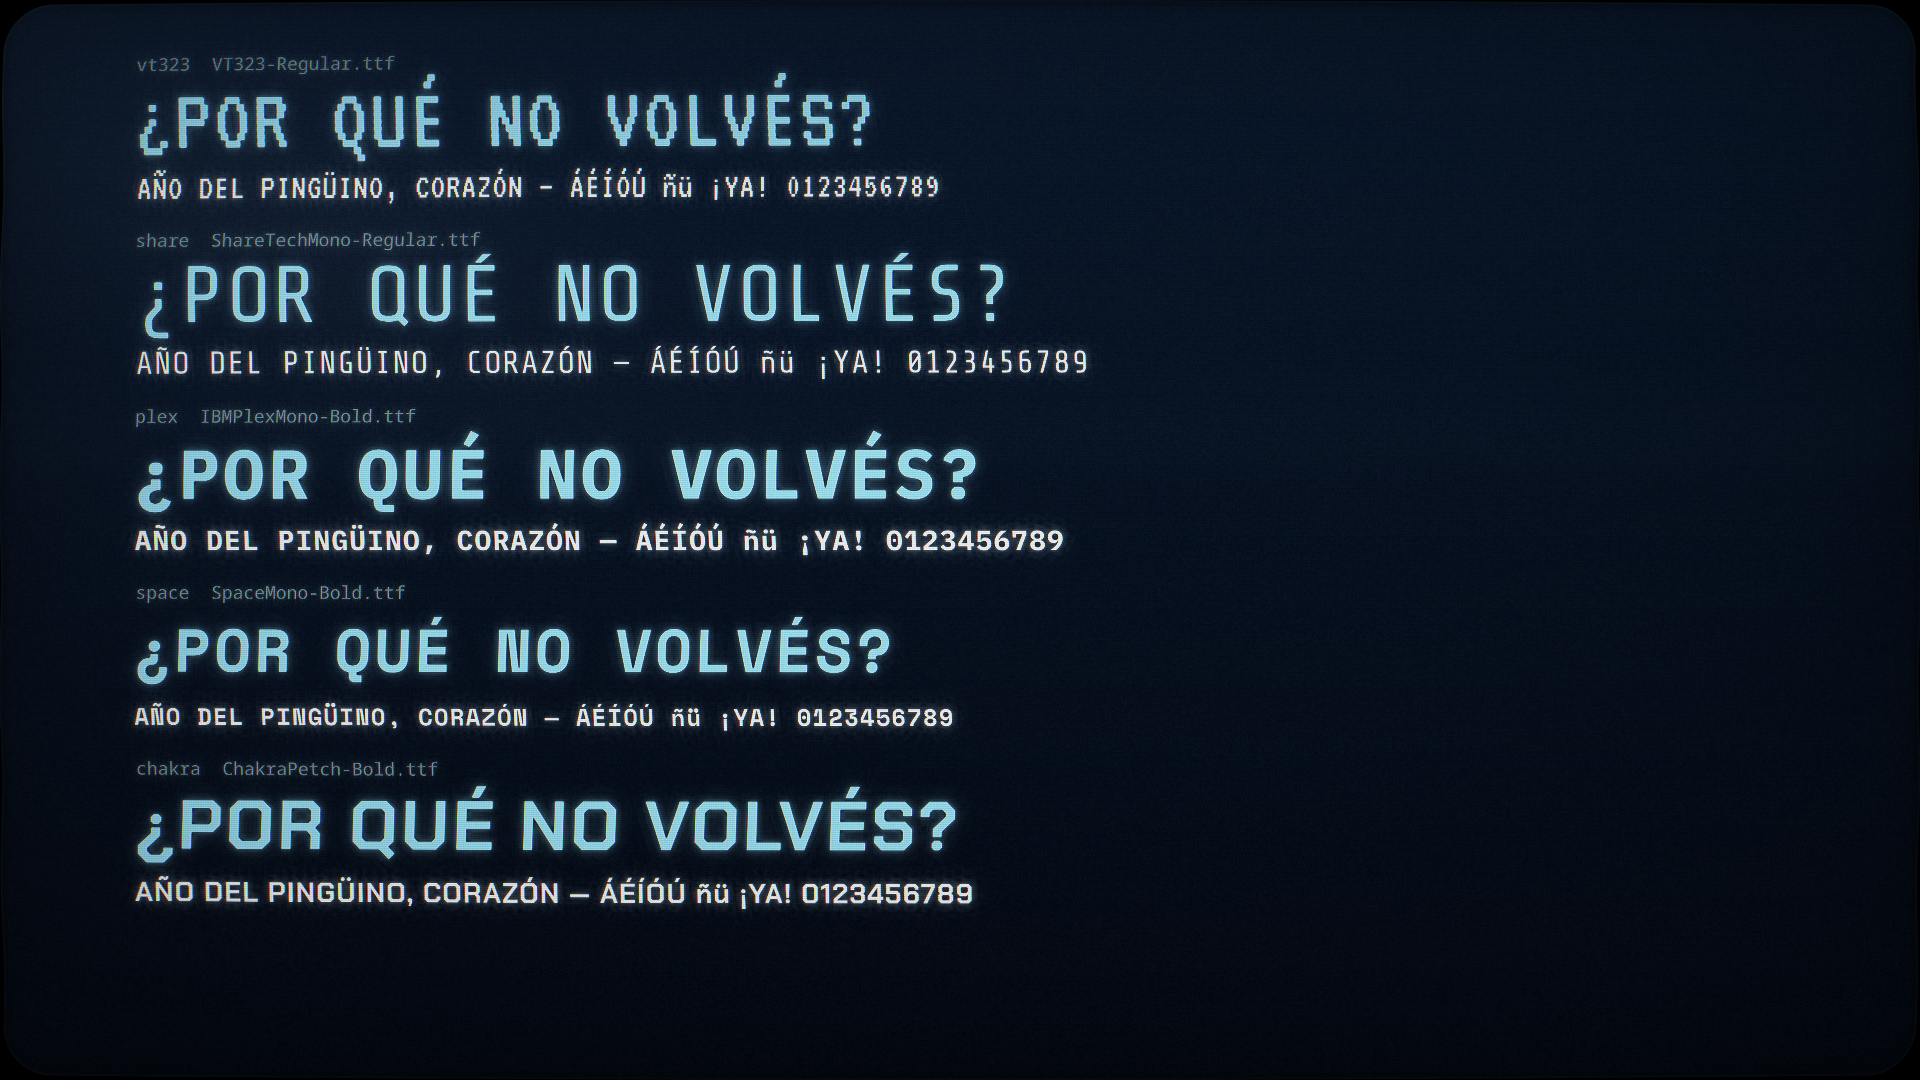 vt323  VT323-Regular.ttf
¿POR QUÉ NO VOLVÉS?
AÑO DEL PINGÜINO, CORAZÓN — ÁÉÍÓÚ ñü ¡YA! 0123456789
share  ShareTechMono-Regular.ttf
¿POR QUÉ NO VOLVÉS?
AÑO DEL PINGÜINO, CORAZÓN — ÁÉÍÓÚ ñü ¡YA! 0123456789
plex  IBMPlexMono-Bold.ttf
¿POR QUÉ NO VOLVÉS?
AÑO DEL PINGÜINO, CORAZÓN — ÁÉÍÓÚ ñü ¡YA! 0123456789
space  SpaceMono-Bold.ttf
¿POR QUÉ NO VOLVÉS?
AÑO DEL PINGÜINO, CORAZÓN — ÁÉÍÓÚ ñü ¡YA! 0123456789
chakra  ChakraPetch-Bold.ttf
¿POR QUÉ NO VOLVÉS?
AÑO DEL PINGÜINO, CORAZÓN — ÁÉÍÓÚ ñü ¡YA! 0123456789